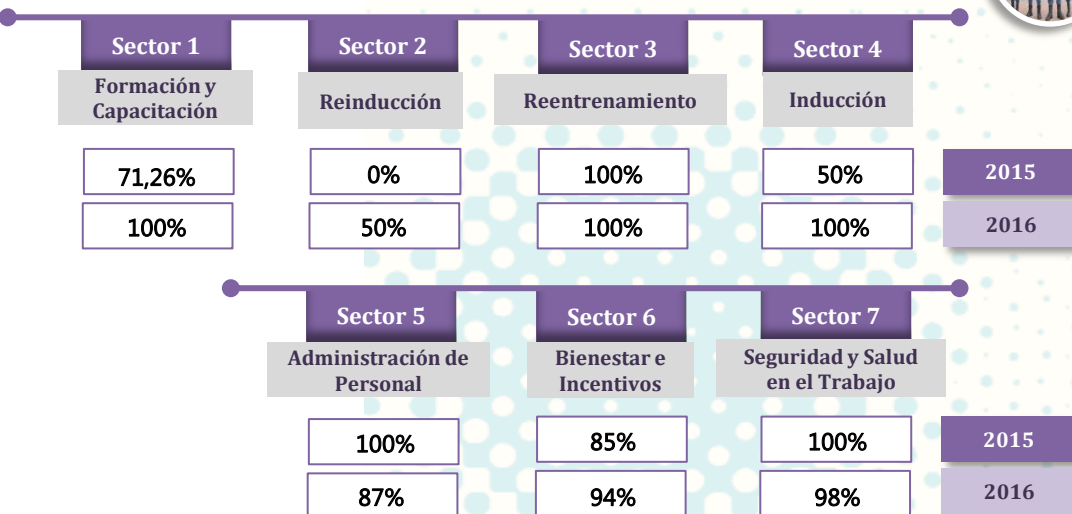 Sector 1 Sector 2 Sector 3 Sector 4
Formación y
Capacitación
Reinducción
Reentrenamiento
Inducción
71,26% 0% 100% 50% 2015
100% 50% 100% 100% 2016
Sector 5 Sector 6 Sector 7
Administración de
Personal
Bienestar e
Incentivos
Seguridad y Salud
en el Trabajo
100% 85% 100% 2015
87% 94% 98% 2016